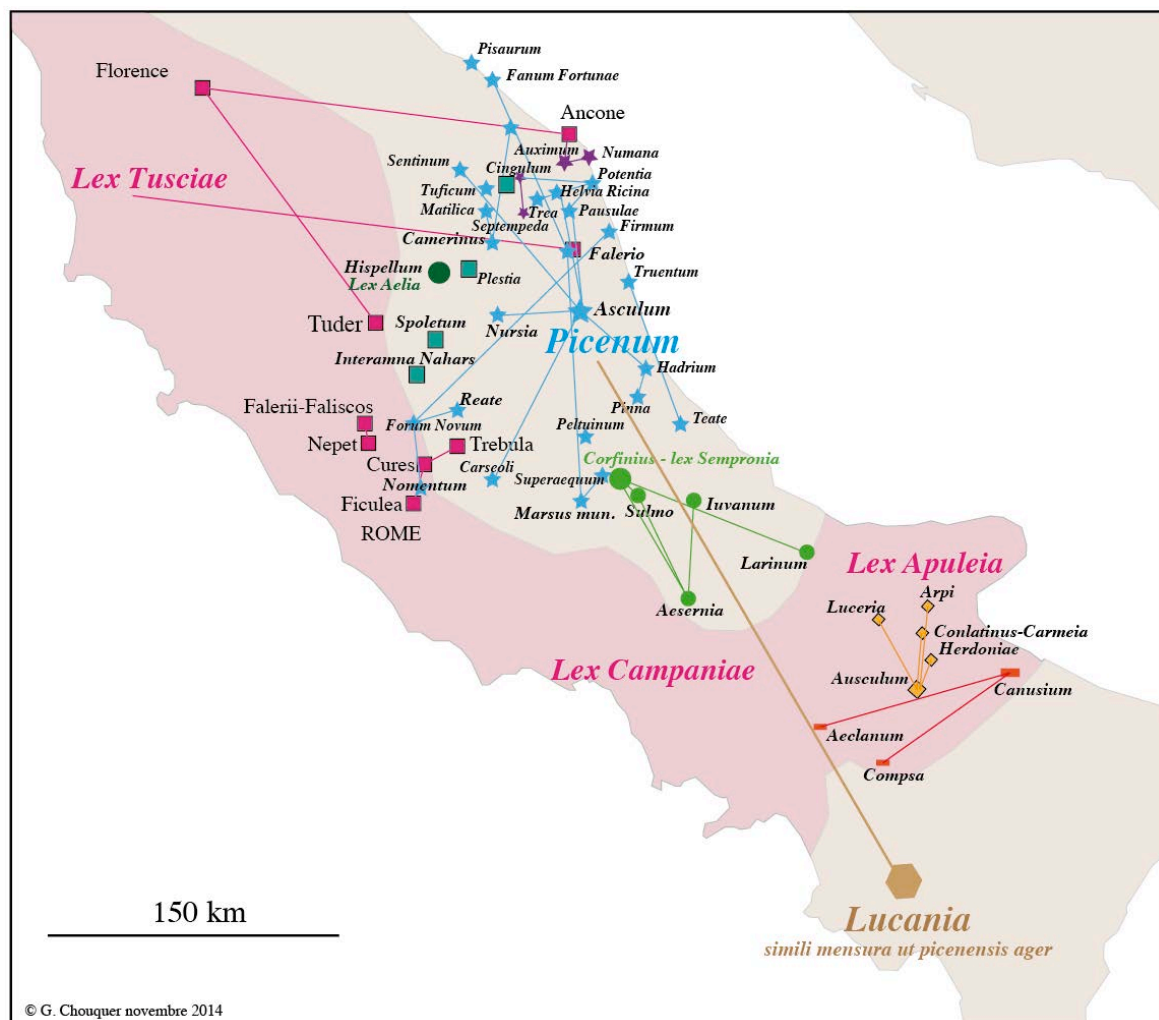 Pisaurum
Florence
Fanum Fortunae
Ancone
Auximum
Numana
Sentinum
Cingulum
Potentia
Lex Tusciae
Tuficum
Helvia Ricina
Matilica
Trea
Pausulae
Septempeda
Firmum
Camerinus
Falerio
Hispellum
Plestia
Truentum
Lex Aelia
Asculum
Tuder
Spoletum
Nursia
Picenum
Interamna Nahars
Hadrium
Falerii-Faliscos
Reate
Pinna
Forum Novum
Peltuinum
Teate
Nepet
Trebula
Cures
Carseoli
Corfinius - lex Sempronia
Nomentum
Superaequum
Ficulea
Marsus mun.
Sulmo
Iuvanum
ROME
Larinum
Lex Apuleia
Aesernia
Luceria
Arpi
Conlatinus-Carmeia
Herdoniae
Lex Campaniae
Ausculum
Canusium
Aeclanum
Compsa
150 km
Lucania
simili mensura ut picenensis ager
© G. Chouquer novembre 2014